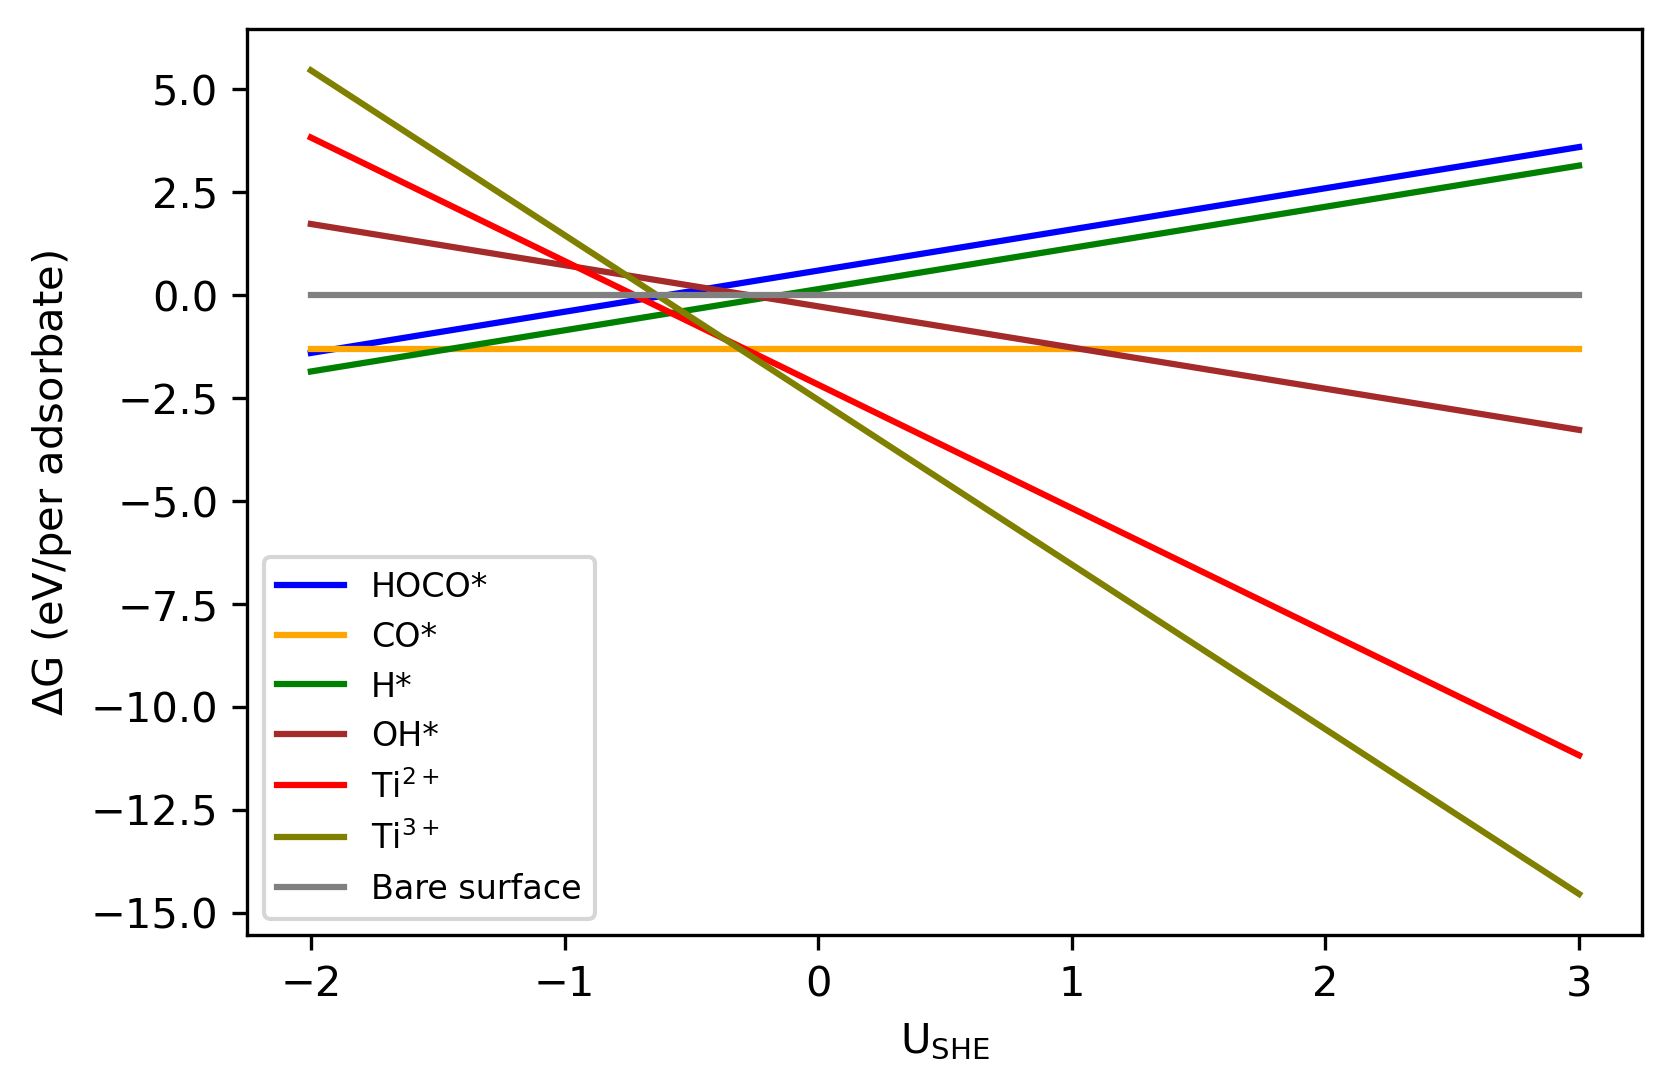 ΔG (eV/per adsorbate)
5.0
2.5
0.0
−2.5
−5.0
−7.5
−10.0
−12.5
−15.0
HOCO*
CO*
H*
OH*
Ti²⁺
Ti³⁺
Bare surface
−2 −1 0 1 2 3
U_SHE